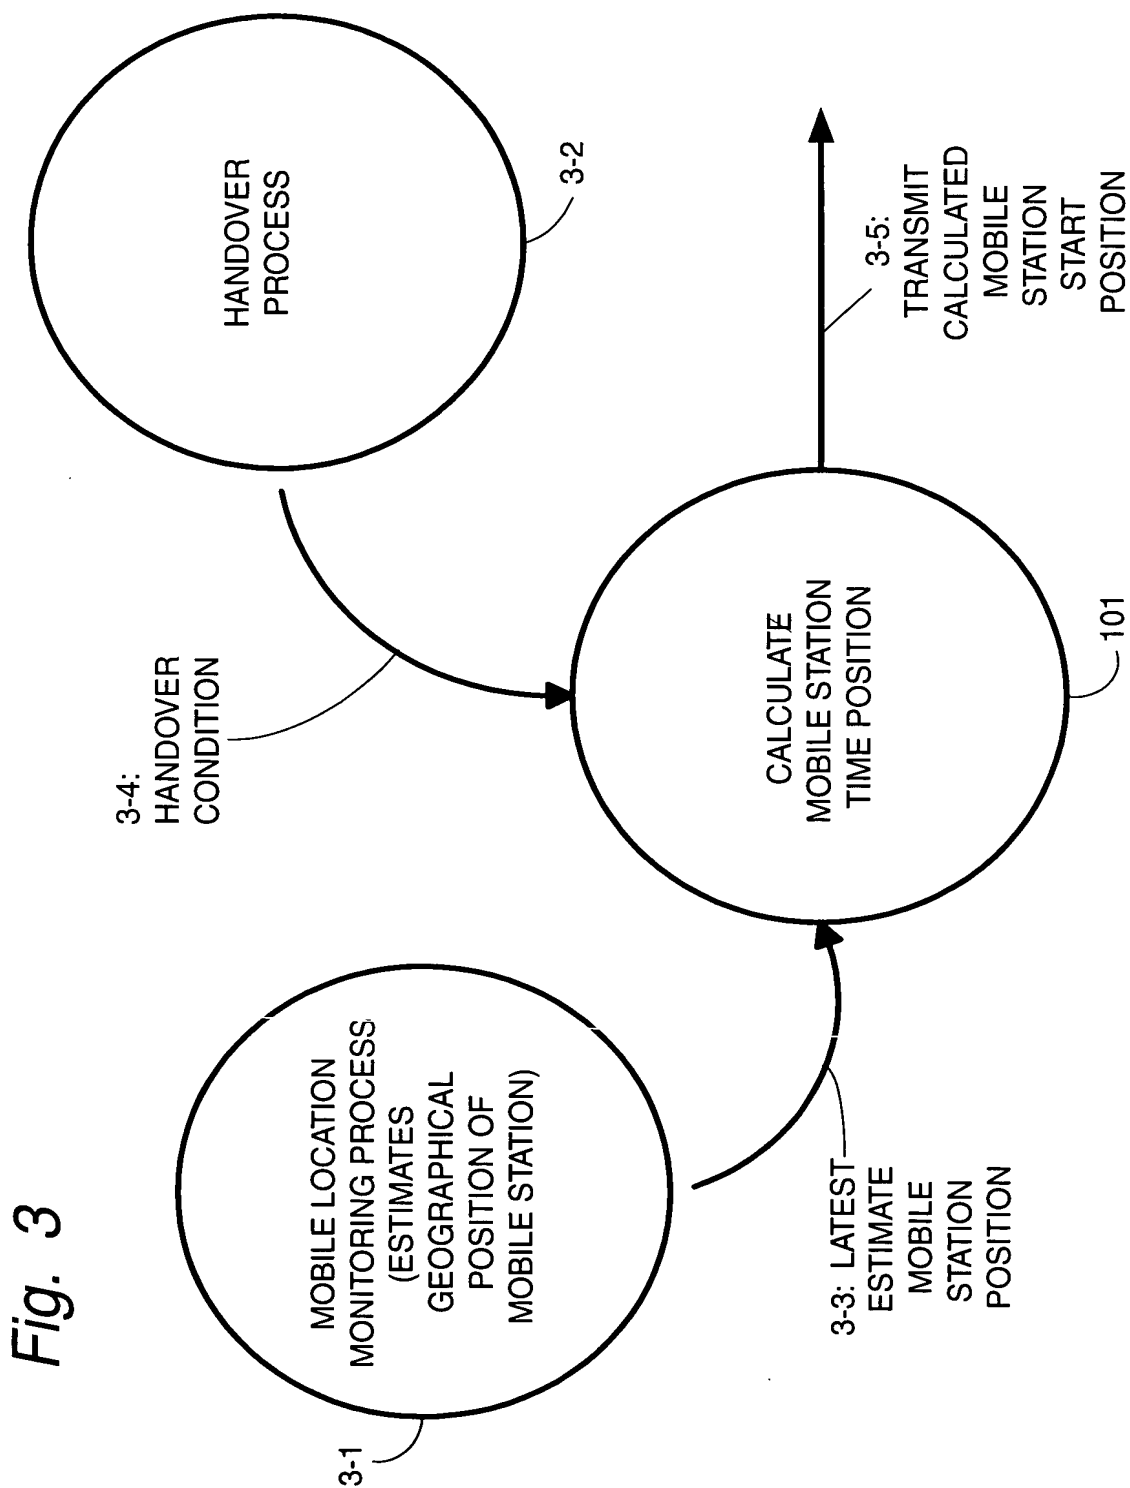 Fig. 3
3-1
MOBILE LOCATION
MONITORING PROCESS
(ESTIMATES
GEOGRAPHICAL
POSITION OF
MOBILE STATION)
3-4:
HANDOVER
CONDITION
HANDOVER
PROCESS
3-2
3-3: LATEST
ESTIMATE
MOBILE
STATION
POSITION
CALCULATE
MOBILE STATION
TIME POSITION
101
3-5:
TRANSMIT
CALCULATED
MOBILE
STATION
START
POSITION